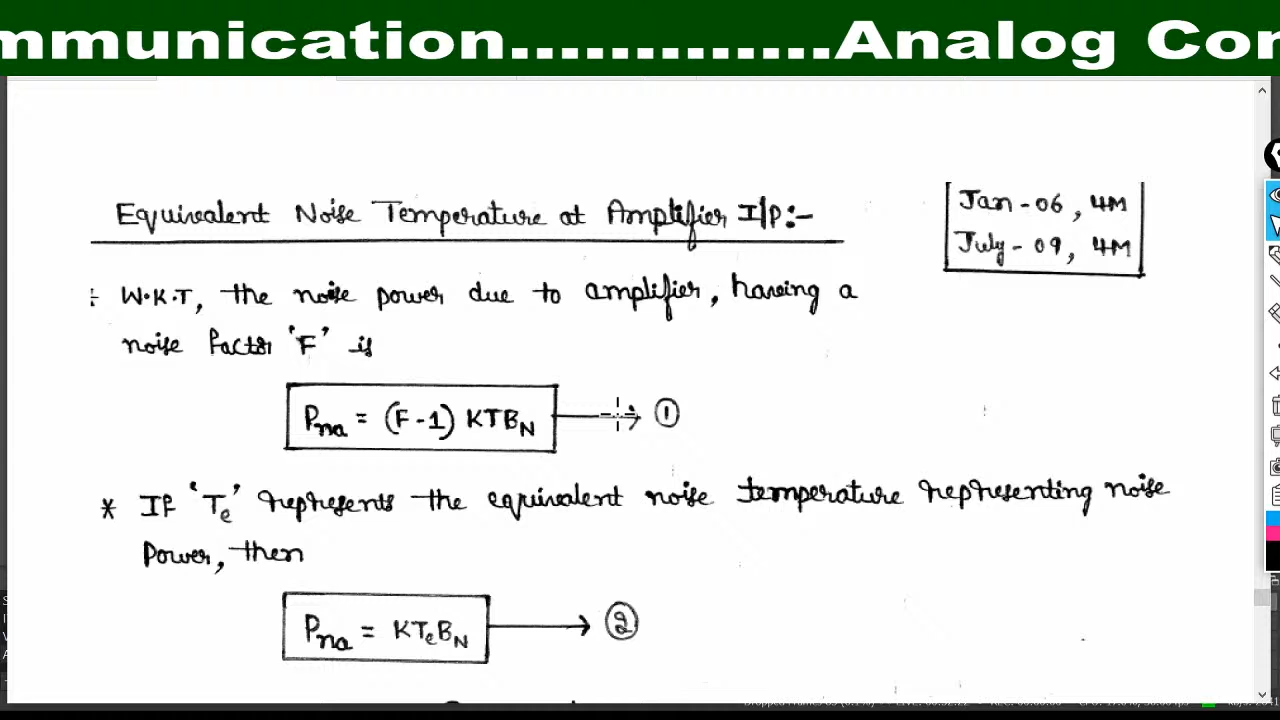 mmunication.............Analog Con
Equivalent Noise Temperature at Amplifier I/P:-
Jan-06, 4M
July-09, 4M
W.K.T, the noise power due to amplifier, having a
noise factor 'F' is
Pna = (F-1) KTBN → ①
* If 'Te' represents the equivalent noise temperature representing noise
Power, then
Pna = KTeBN → ②